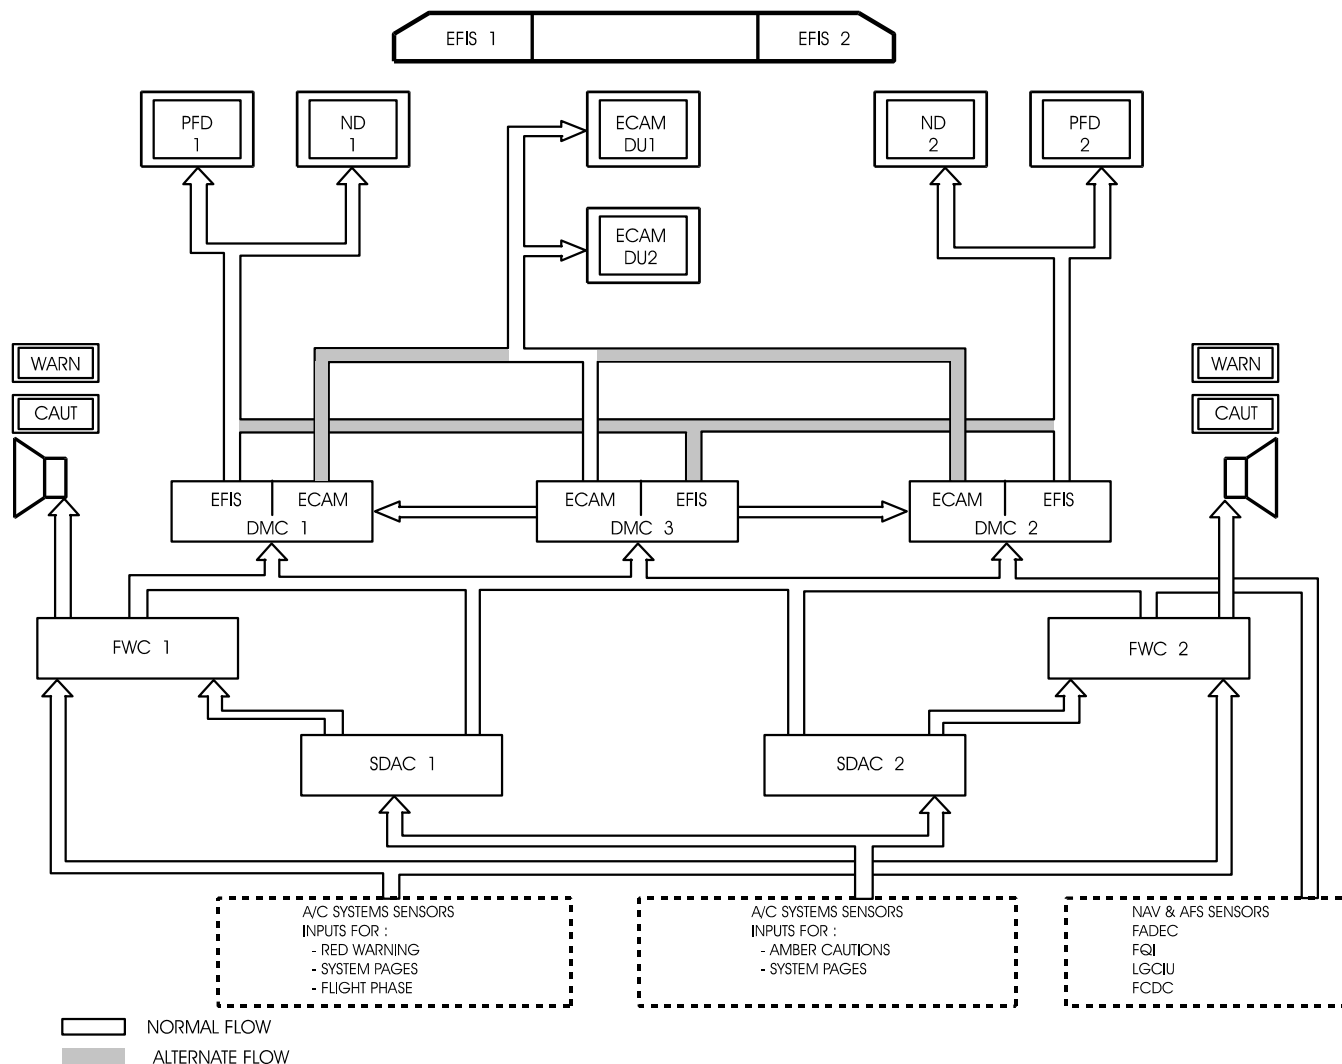 EFIS 1
EFIS 2
PFD
1
ND
1
ECAM
DU1
ND
2
PFD
2
ECAM
DU2
WARN
WARN
CAUT
CAUT
EFIS
ECAM
DMC 1
ECAM
EFIS
DMC 3
ECAM
EFIS
DMC 2
FWC 1
FWC 2
SDAC 1
SDAC 2
A/C SYSTEMS SENSORS
INPUTS FOR :
- RED WARNING
- SYSTEM PAGES
- FLIGHT PHASE
A/C SYSTEMS SENSORS
INPUTS FOR :
- AMBER CAUTIONS
- SYSTEM PAGES
NAV & AFS SENSORS
FADEC
FQI
LGCIU
FCDC
NORMAL FLOW
ALTERNATE FLOW